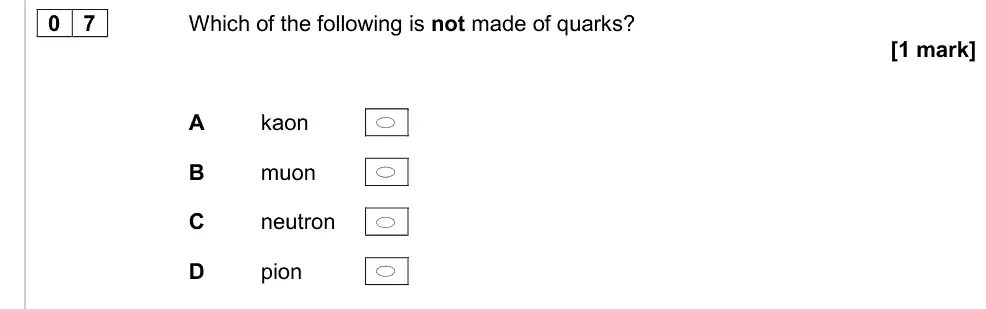 0 7 Which of the following is not made of quarks?
[1 mark]
A kaon
B muon
C neutron
D pion